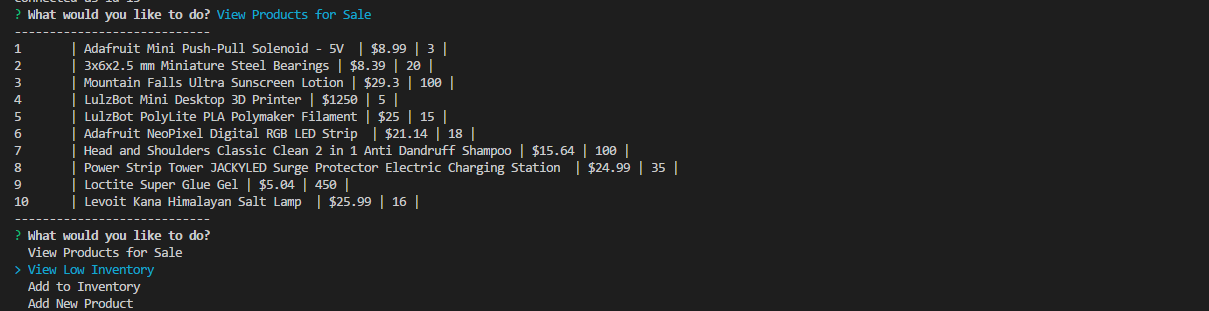 connected as id 15
? What would you like to do? View Products for Sale
----------------------------
1 | Adafruit Mini Push-Pull Solenoid - 5V | $8.99 | 3 |
2 | 3x6x2.5 mm Miniature Steel Bearings | $8.39 | 20 |
3 | Mountain Falls Ultra Sunscreen Lotion | $29.3 | 100 |
4 | LulzBot Mini Desktop 3D Printer | $1250 | 5 |
5 | LulzBot PolyLite PLA Polymaker Filament | $25 | 15 |
6 | Adafruit NeoPixel Digital RGB LED Strip | $21.14 | 18 |
7 | Head and Shoulders Classic Clean 2 in 1 Anti Dandruff Shampoo | $15.64 | 100 |
8 | Power Strip Tower JACKYLED Surge Protector Electric Charging Station | $24.99 | 35 |
9 | Loctite Super Glue Gel | $5.04 | 450 |
10 | Levoit Kana Himalayan Salt Lamp | $25.99 | 16 |
----------------------------
? What would you like to do?
View Products for Sale
> View Low Inventory
Add to Inventory
Add New Product